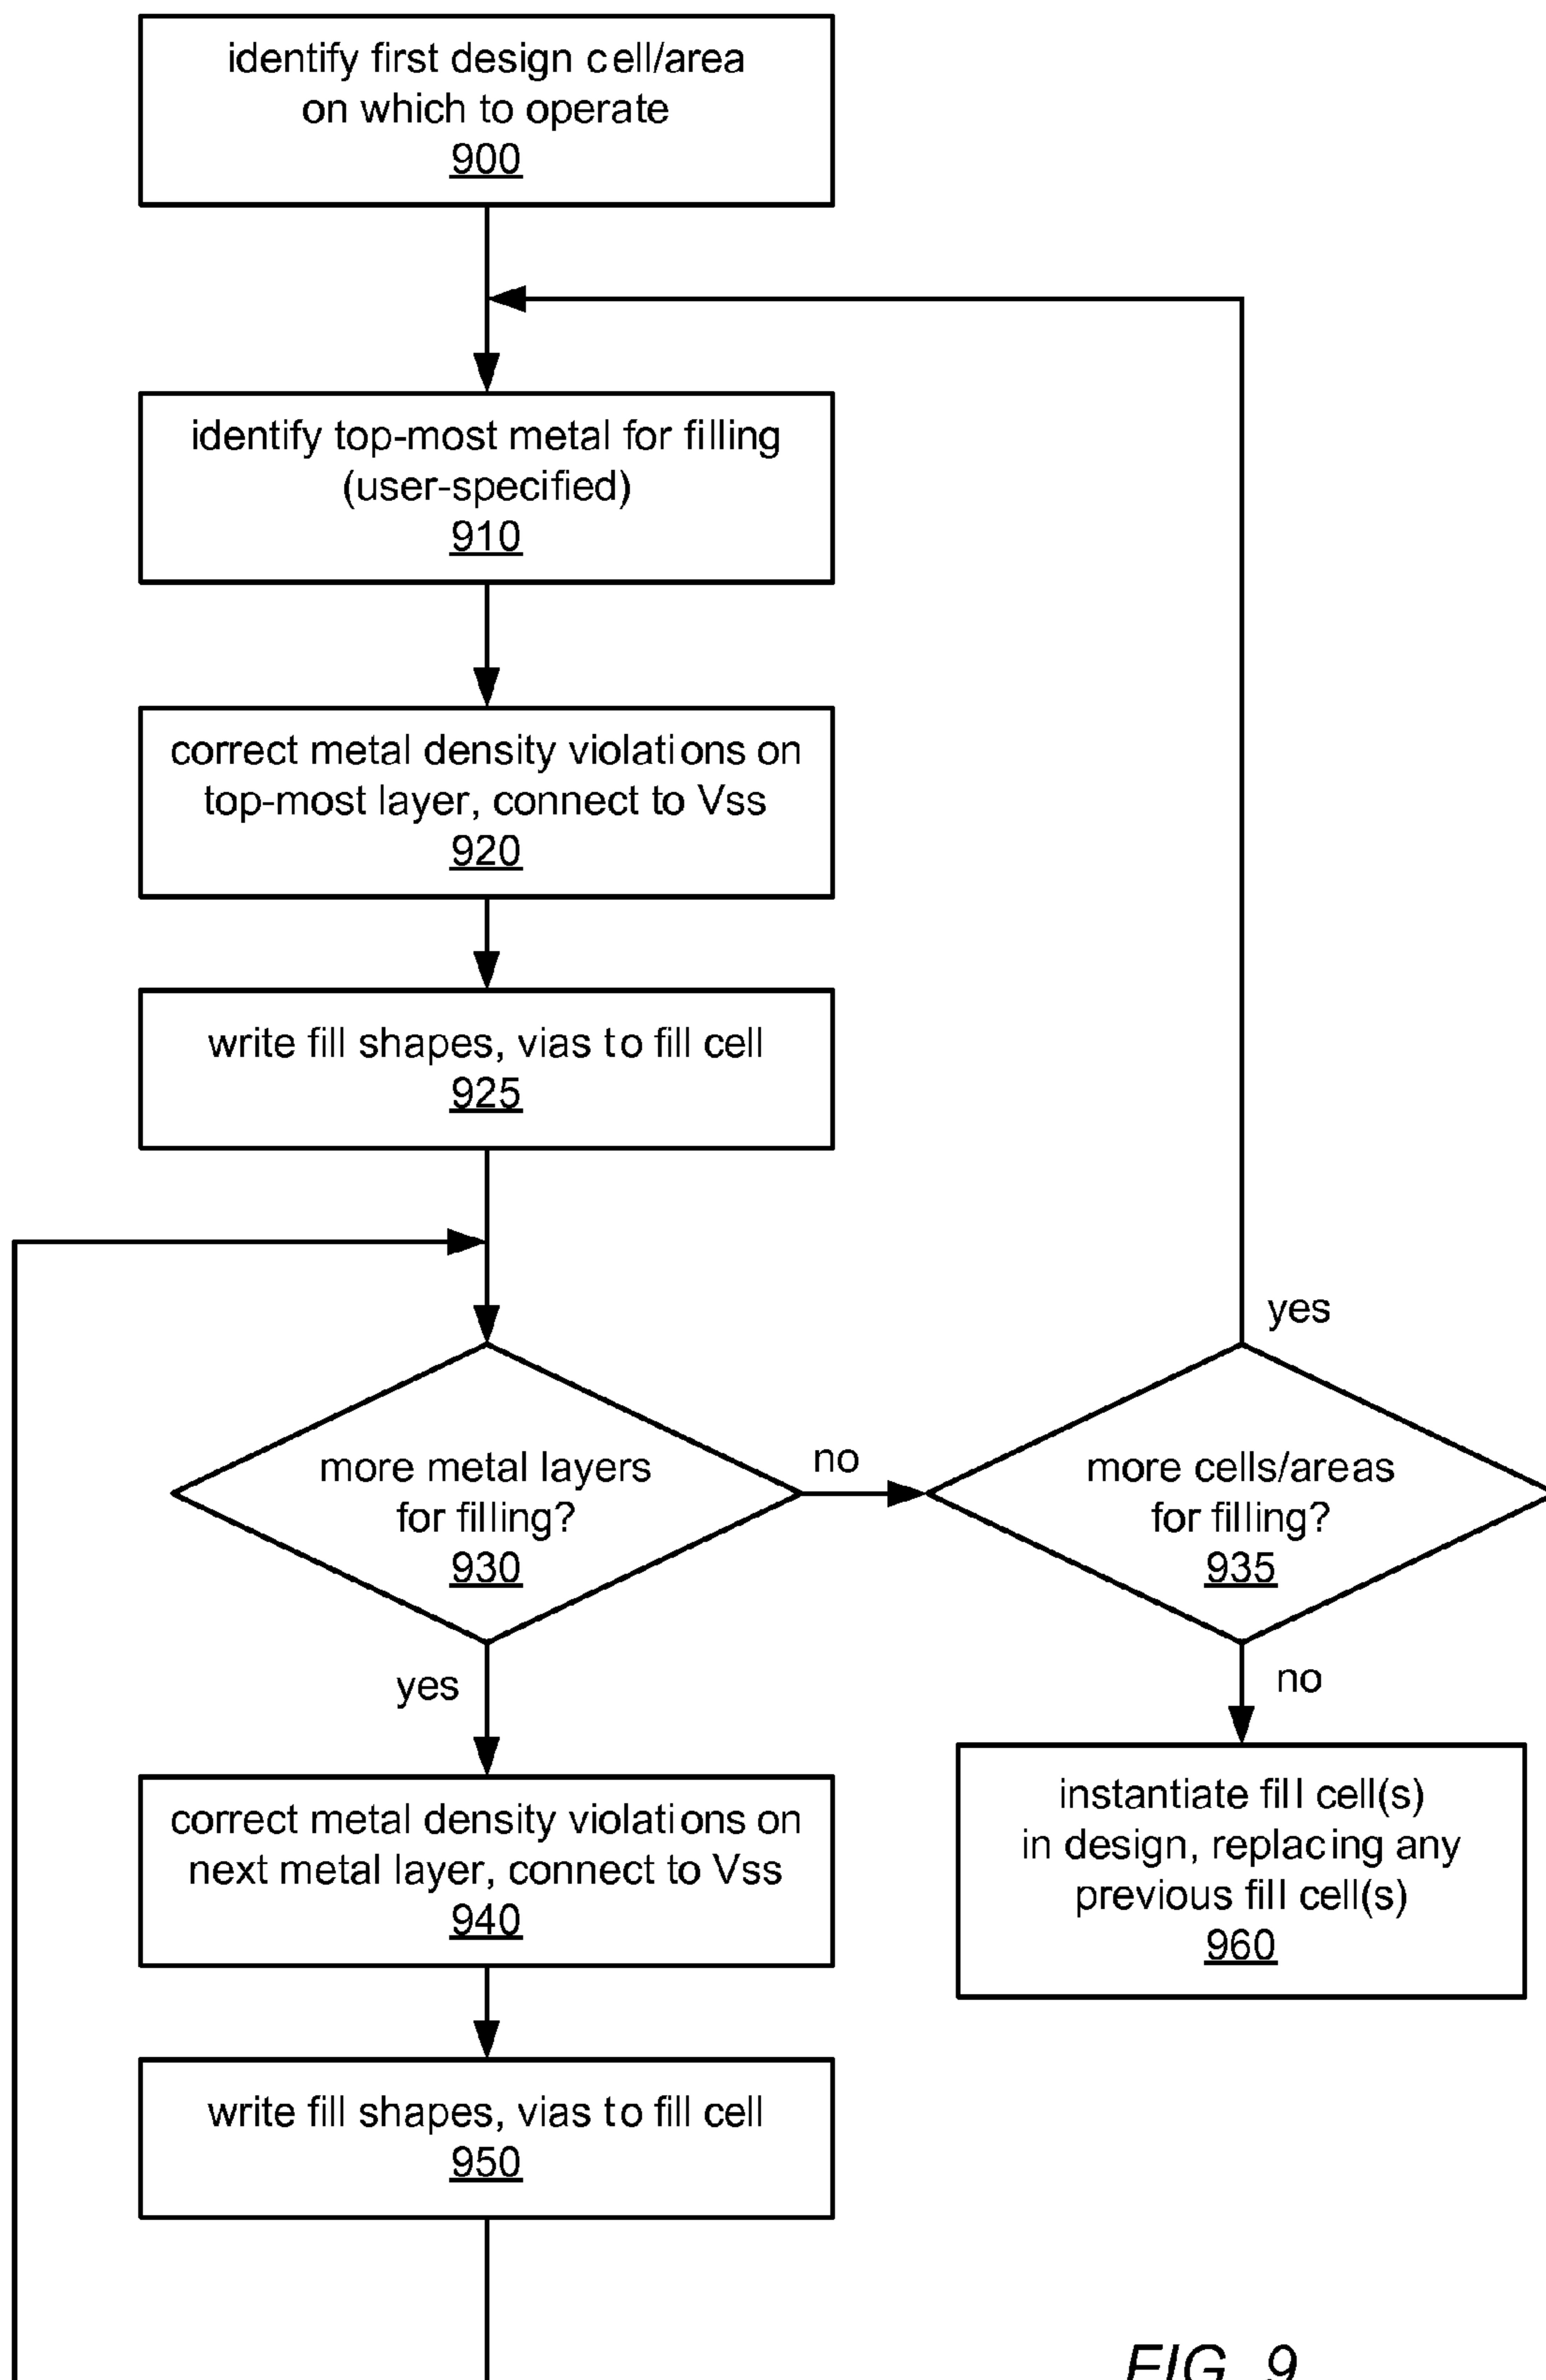 identify first design cell/area
on which to operate
900
identify top-most metal for filling
(user-specified)
910
correct metal density violations on
top-most layer, connect to Vss
920
write fill shapes, vias to fill cell
925
yes
more metal layers
for filling?
930
no
more cells/areas
for filling?
935
yes
no
correct metal density violations on
next metal layer, connect to Vss
940
instantiate fill cell(s)
in design, replacing any
previous fill cell(s)
960
write fill shapes, vias to fill cell
950
FIG. 9